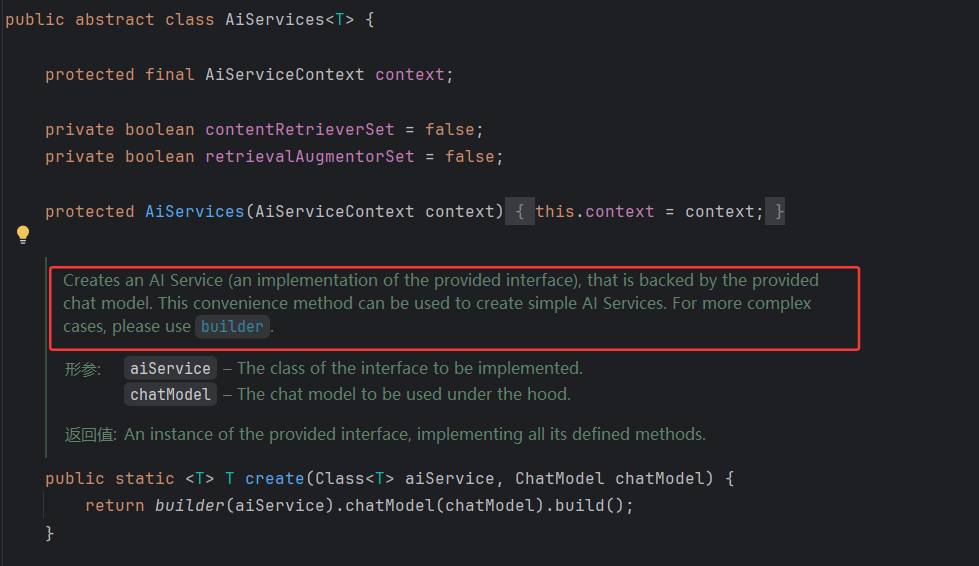 public abstract class AiServices<T> {
protected final AiServiceContext context;
private boolean contentRetrieverSet = false;
private boolean retrievalAugmentorSet = false;
protected AiServices(AiServiceContext context) { this.context = context; }
Creates an AI Service (an implementation of the provided interface), that is backed by the provided
chat model. This convenience method can be used to create simple AI Services. For more complex
cases, please use builder.
形参: aiService – The class of the interface to be implemented.
chatModel – The chat model to be used under the hood.
返回值: An instance of the provided interface, implementing all its defined methods.
public static <T> T create(Class<T> aiService, ChatModel chatModel) {
return builder(aiService).chatModel(chatModel).build();
}